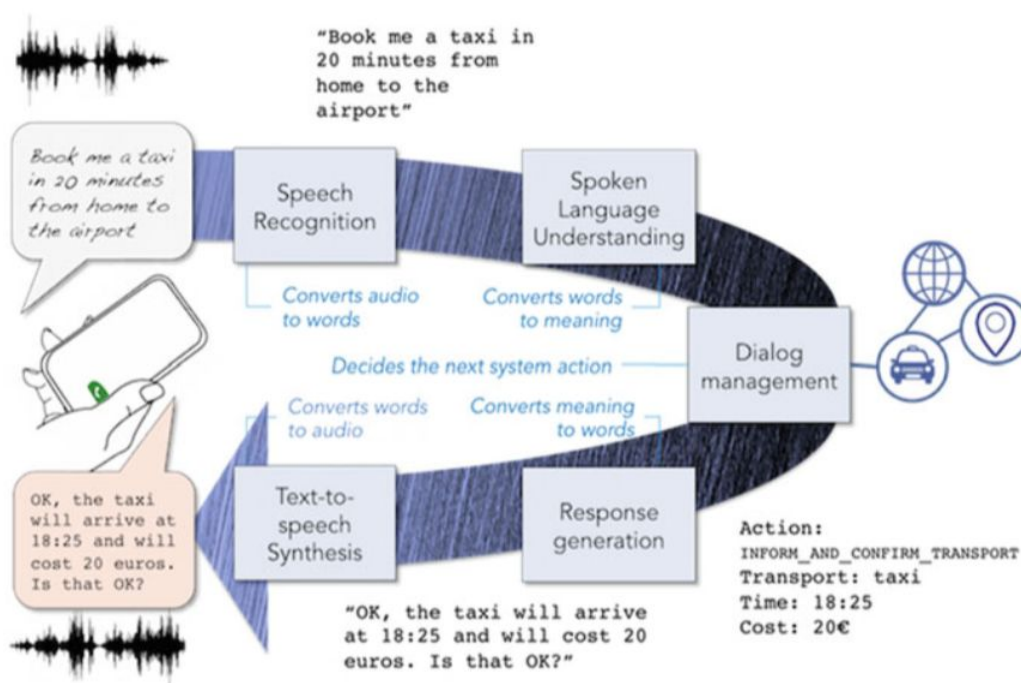 "Book me a taxi in
20 minutes from
home to the
airport"
Book me a taxi
in 20 minutes
from home to
the airport
Speech
Recognition
Spoken
Language
Understanding
Converts audio
to words
Converts words
to meaning
Decides the next system action
Dialog
management
Converts words
to audio
Converts meaning
to words
Text-to-
speech
Synthesis
Response
generation
OK, the taxi
will arrive at
18:25 and will
cost 20 euros.
Is that OK?
Action:
INFORM_AND_CONFIRM_TRANSPORT
Transport: taxi
Time: 18:25
Cost: 20€
"OK, the taxi will arrive
at 18:25 and will cost 20
euros. Is that OK?"